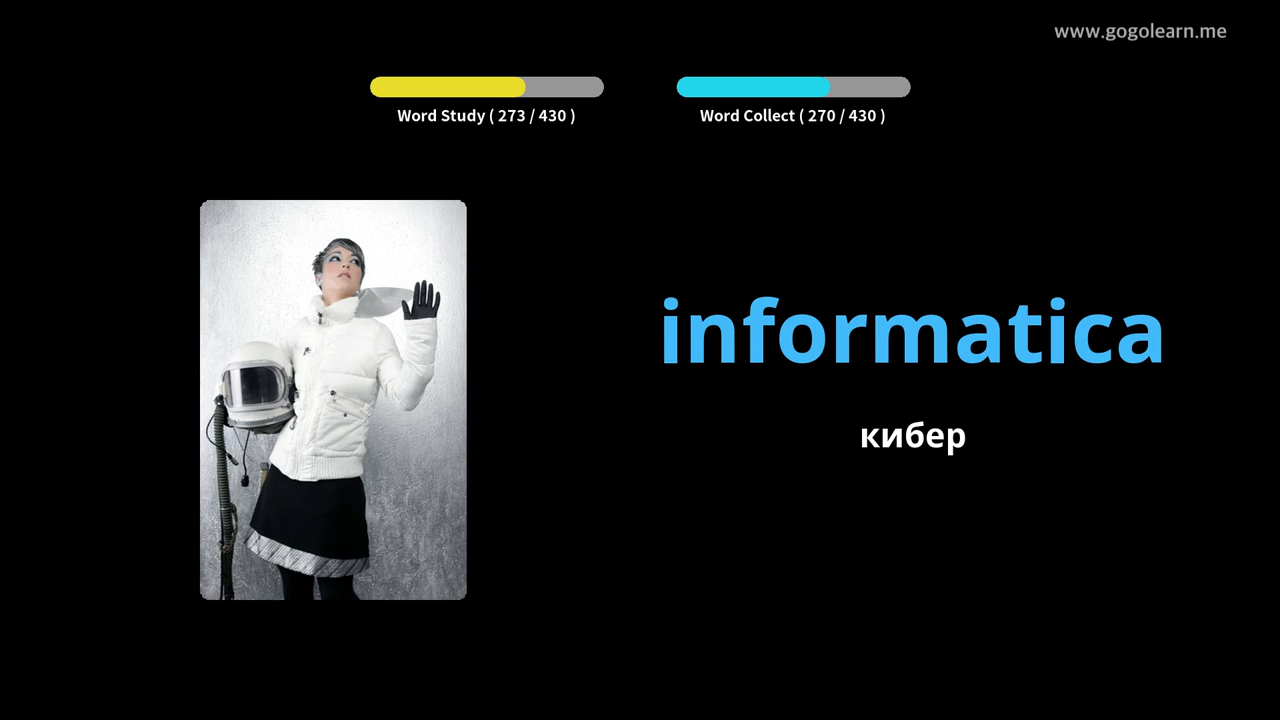 www.gogolearn.me
Word Study ( 273 / 430 )
Word Collect ( 270 / 430 )
informatica
кибер